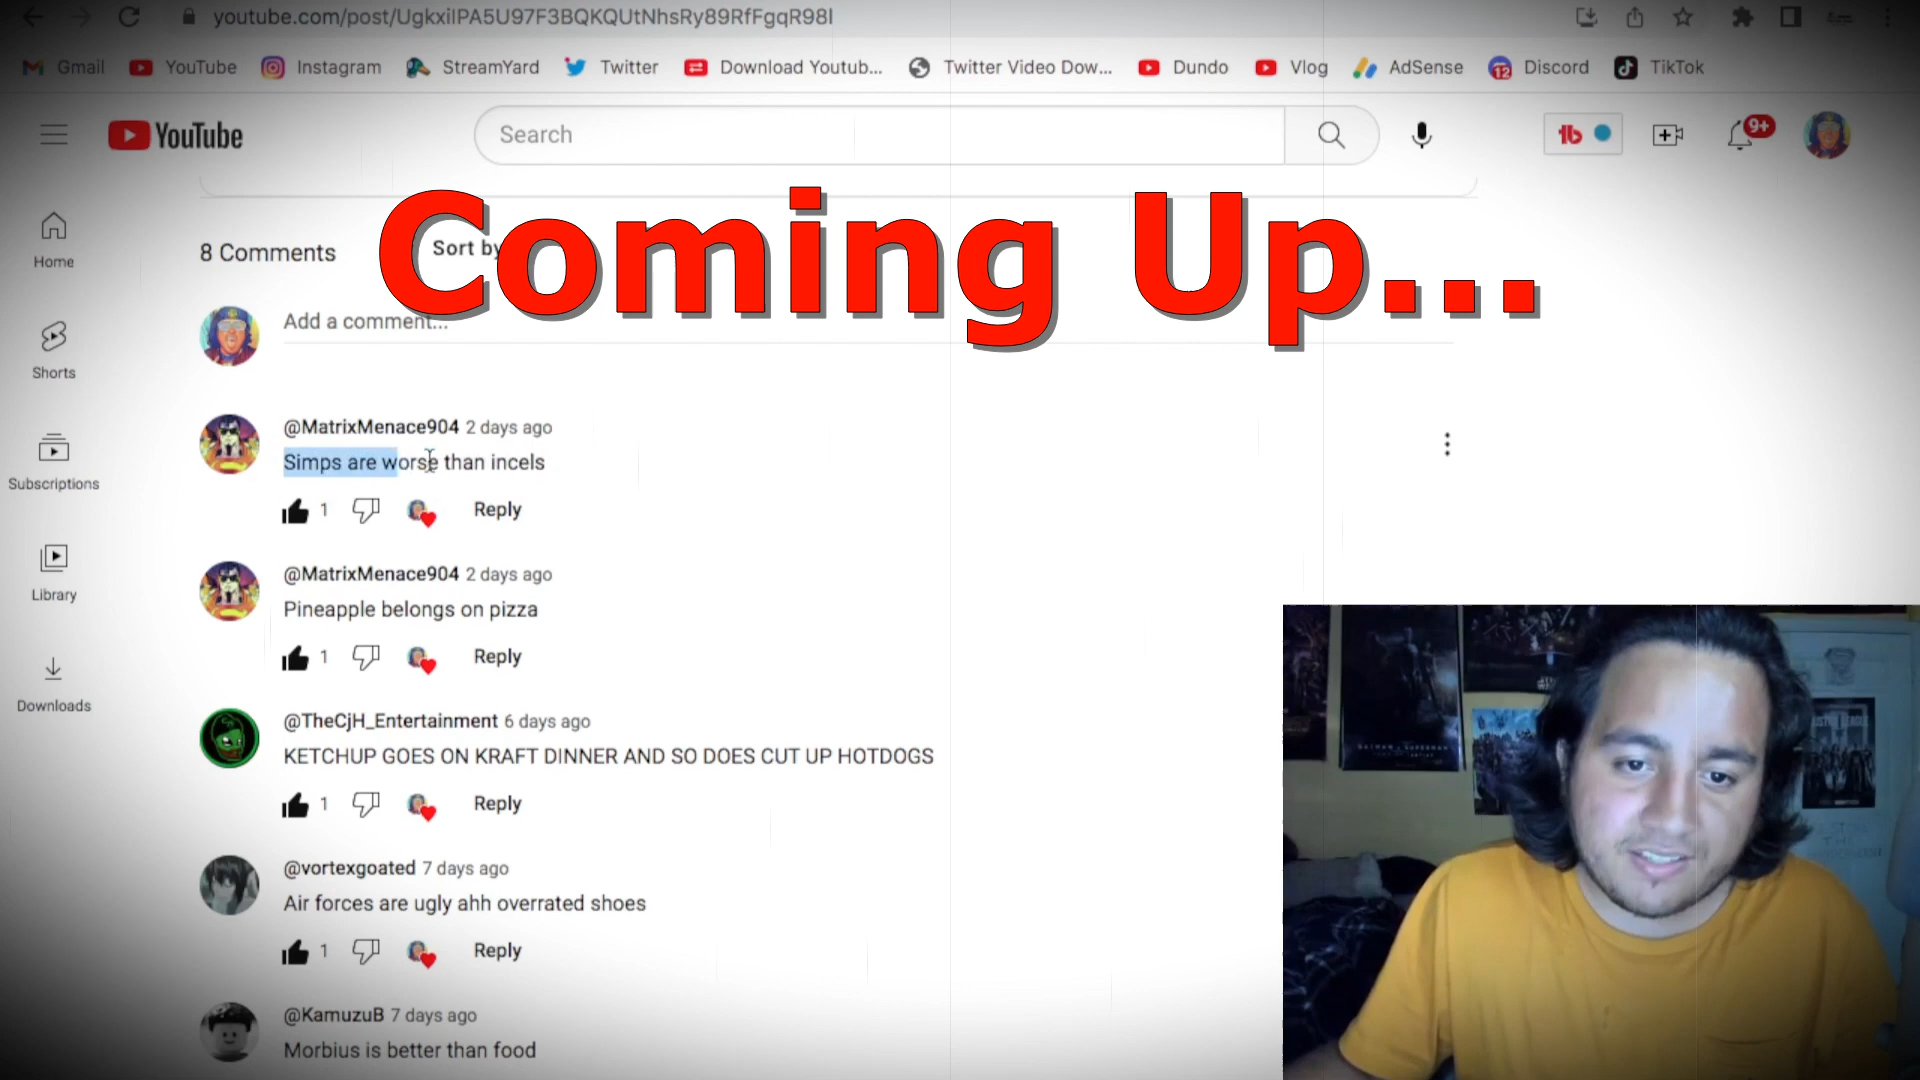 youtube.com/post/UgkxiIPA5U97F3BQKQUtNhsRy89RfFgqR98I
Gmail YouTube Instagram StreamYard Twitter Download Youtub... Twitter Video Dow... Dundo Vlog AdSense 12 Discord TikTok
YouTube
Search
tb
9+
Coming Up...
8 Comments
Sort by
Add a comment...
Home
Shorts
Subscriptions
Library
Downloads
@MatrixMenace904 2 days ago
Simps are worse than incels
1 Reply
@MatrixMenace904 2 days ago
Pineapple belongs on pizza
1 Reply
@TheCjH_Entertainment 6 days ago
KETCHUP GOES ON KRAFT DINNER AND SO DOES CUT UP HOTDOGS
1 Reply
@vortexgoated 7 days ago
Air forces are ugly ahh overrated shoes
1 Reply
@KamuzuB 7 days ago
Morbius is better than food